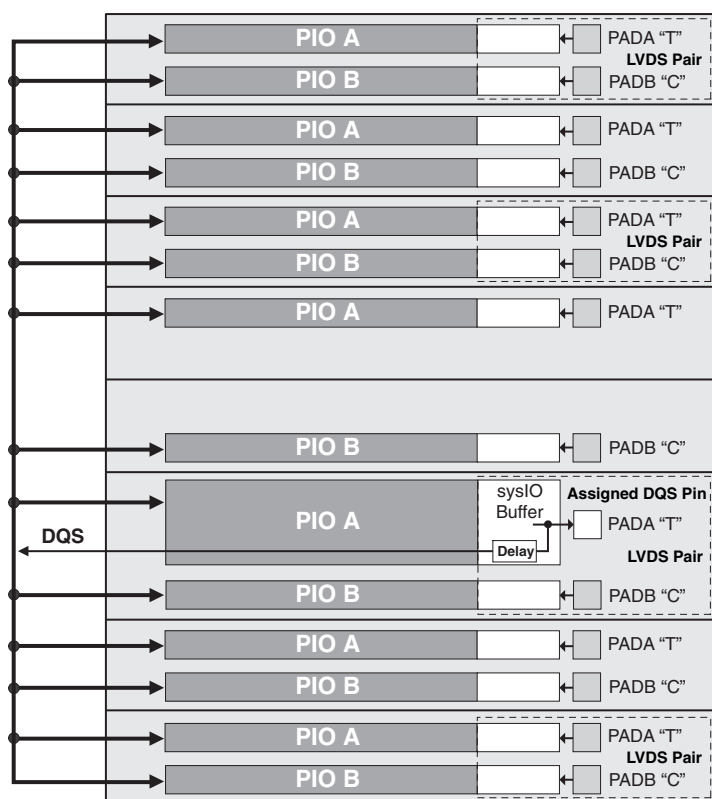 PIO A PADA “T”
LVDS Pair
PIO B PADB “C”
PIO A PADA “T”
PIO B PADB “C”
PIO A PADA “T”
LVDS Pair
PIO B PADB “C”
PIO A PADA “T”
PIO B PADB “C”
sysIO Assigned DQS Pin
Buffer
PIO A PADA “T”
DQS Delay LVDS Pair
PIO B PADB “C”
PIO A PADA “T”
PIO B PADB “C”
PIO A PADA “T”
LVDS Pair
PIO B PADB “C”